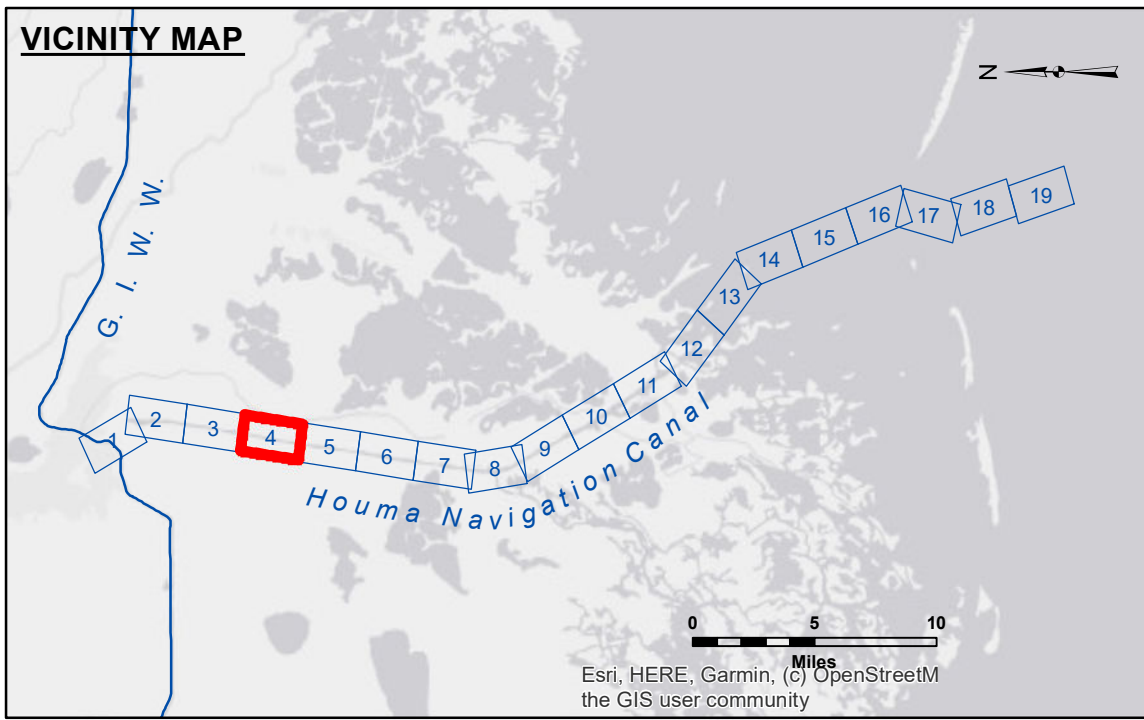 VICINITY MAP
N
G. I. W. W.
1
2
3
4
5
6
7
8
9
10
11
12
13
14
15
16
17
18
19
Houma Navigation Canal
0 5 10
Miles
Esri, HERE, Garmin, (c) OpenStreetM
the GIS user community